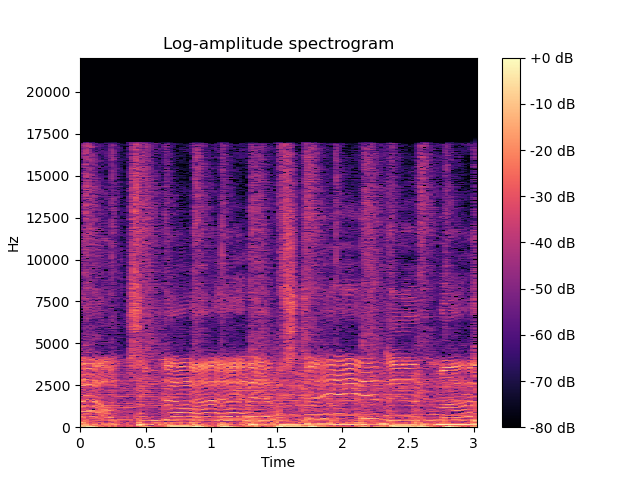 Log-amplitude spectrogram
Hz
20000
17500
15000
12500
10000
7500
5000
2500
0
0 0.5 1 1.5 2 2.5 3
Time
+0 dB
-10 dB
-20 dB
-30 dB
-40 dB
-50 dB
-60 dB
-70 dB
-80 dB